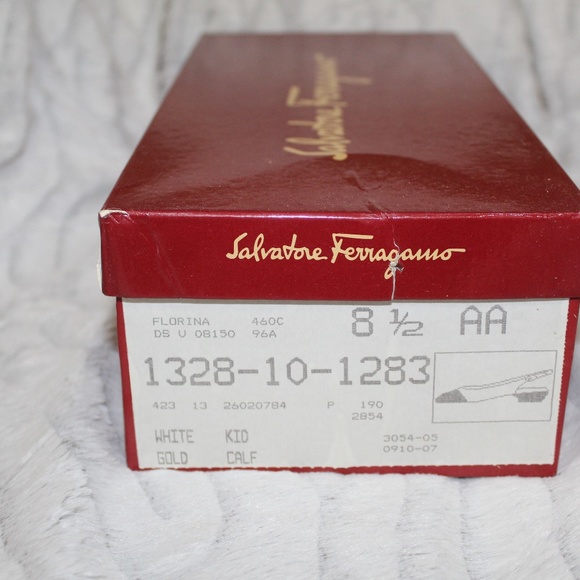 Salvatore Ferragamo
Salvatore Ferragamo
FLORINA 460C 8 ½ AA
DS U 08150 96A
1328-10-1283
423 13 26020784 P 190
2854
WHITE KID 3054-05
GOLD CALF 0910-07